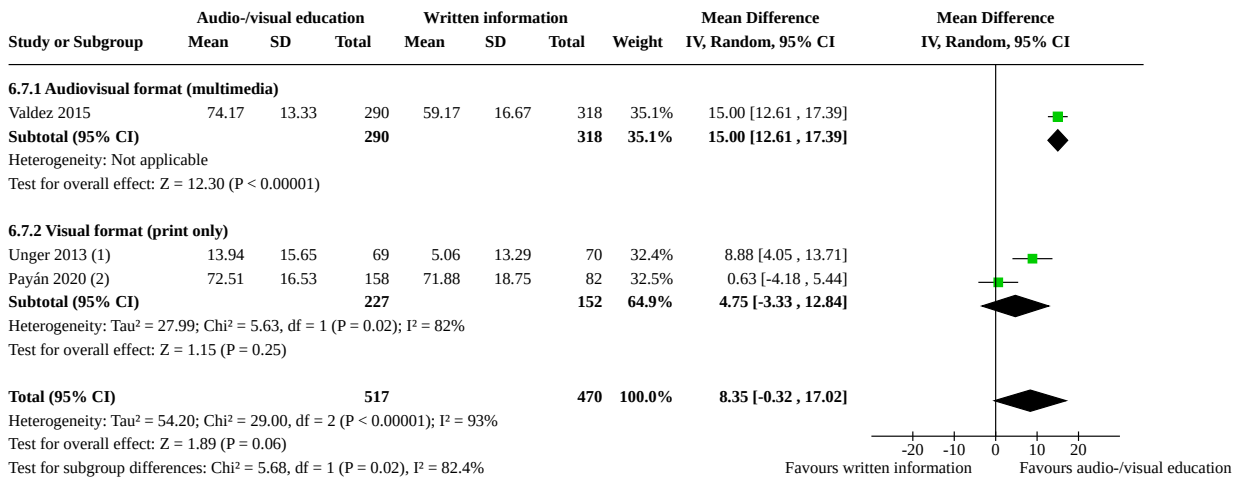 Audio-/visual education Written information Mean Difference Mean Difference
Study or Subgroup Mean SD Total Mean SD Total Weight IV, Random, 95% CI IV, Random, 95% CI
6.7.1 Audiovisual format (multimedia)
Valdez 2015 74.17 13.33 290 59.17 16.67 318 35.1% 15.00 [12.61 , 17.39]
Subtotal (95% CI) 290 318 35.1% 15.00 [12.61 , 17.39]
Heterogeneity: Not applicable
Test for overall effect: Z = 12.30 (P < 0.00001)
6.7.2 Visual format (print only)
Unger 2013 (1) 13.94 15.65 69 5.06 13.29 70 32.4% 8.88 [4.05 , 13.71]
Payán 2020 (2) 72.51 16.53 158 71.88 18.75 82 32.5% 0.63 [-4.18 , 5.44]
Subtotal (95% CI) 227 152 64.9% 4.75 [-3.33 , 12.84]
Heterogeneity: Tau² = 27.99; Chi² = 5.63, df = 1 (P = 0.02); I² = 82%
Test for overall effect: Z = 1.15 (P = 0.25)
Total (95% CI) 517 470 100.0% 8.35 [-0.32 , 17.02]
Heterogeneity: Tau² = 54.20; Chi² = 29.00, df = 2 (P < 0.00001); I² = 93%
Test for overall effect: Z = 1.89 (P = 0.06)
-20 -10 0 10 20
Test for subgroup differences: Chi² = 5.68, df = 1 (P = 0.02), I² = 82.4% Favours written information Favours audio-/visual education